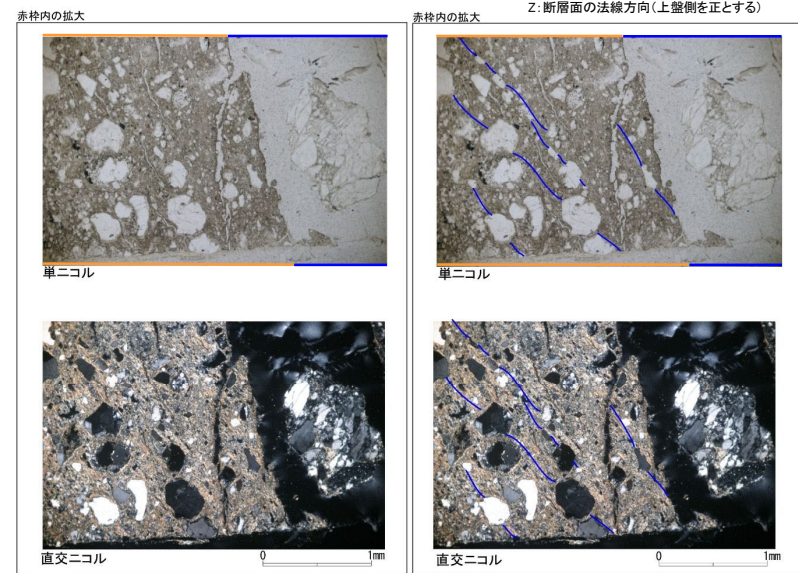 Z:断層面の法線方向(上盤側を正とする)
赤枠内の拡大
赤枠内の拡大
単ニコル
単ニコル
直交ニコル
0 1mm
直交ニコル
0 1mm